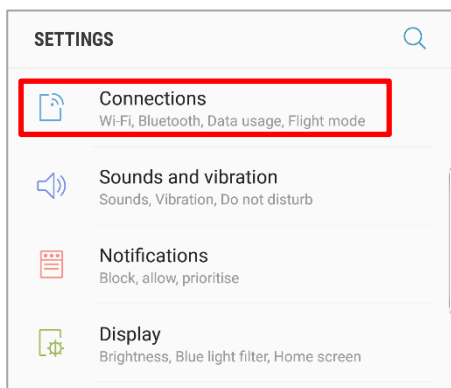 SETTINGS
Connections
Wi-Fi, Bluetooth, Data usage, Flight mode
Sounds and vibration
Sounds, Vibration, Do not disturb
Notifications
Block, allow, prioritise
Display
Brightness, Blue light filter, Home screen